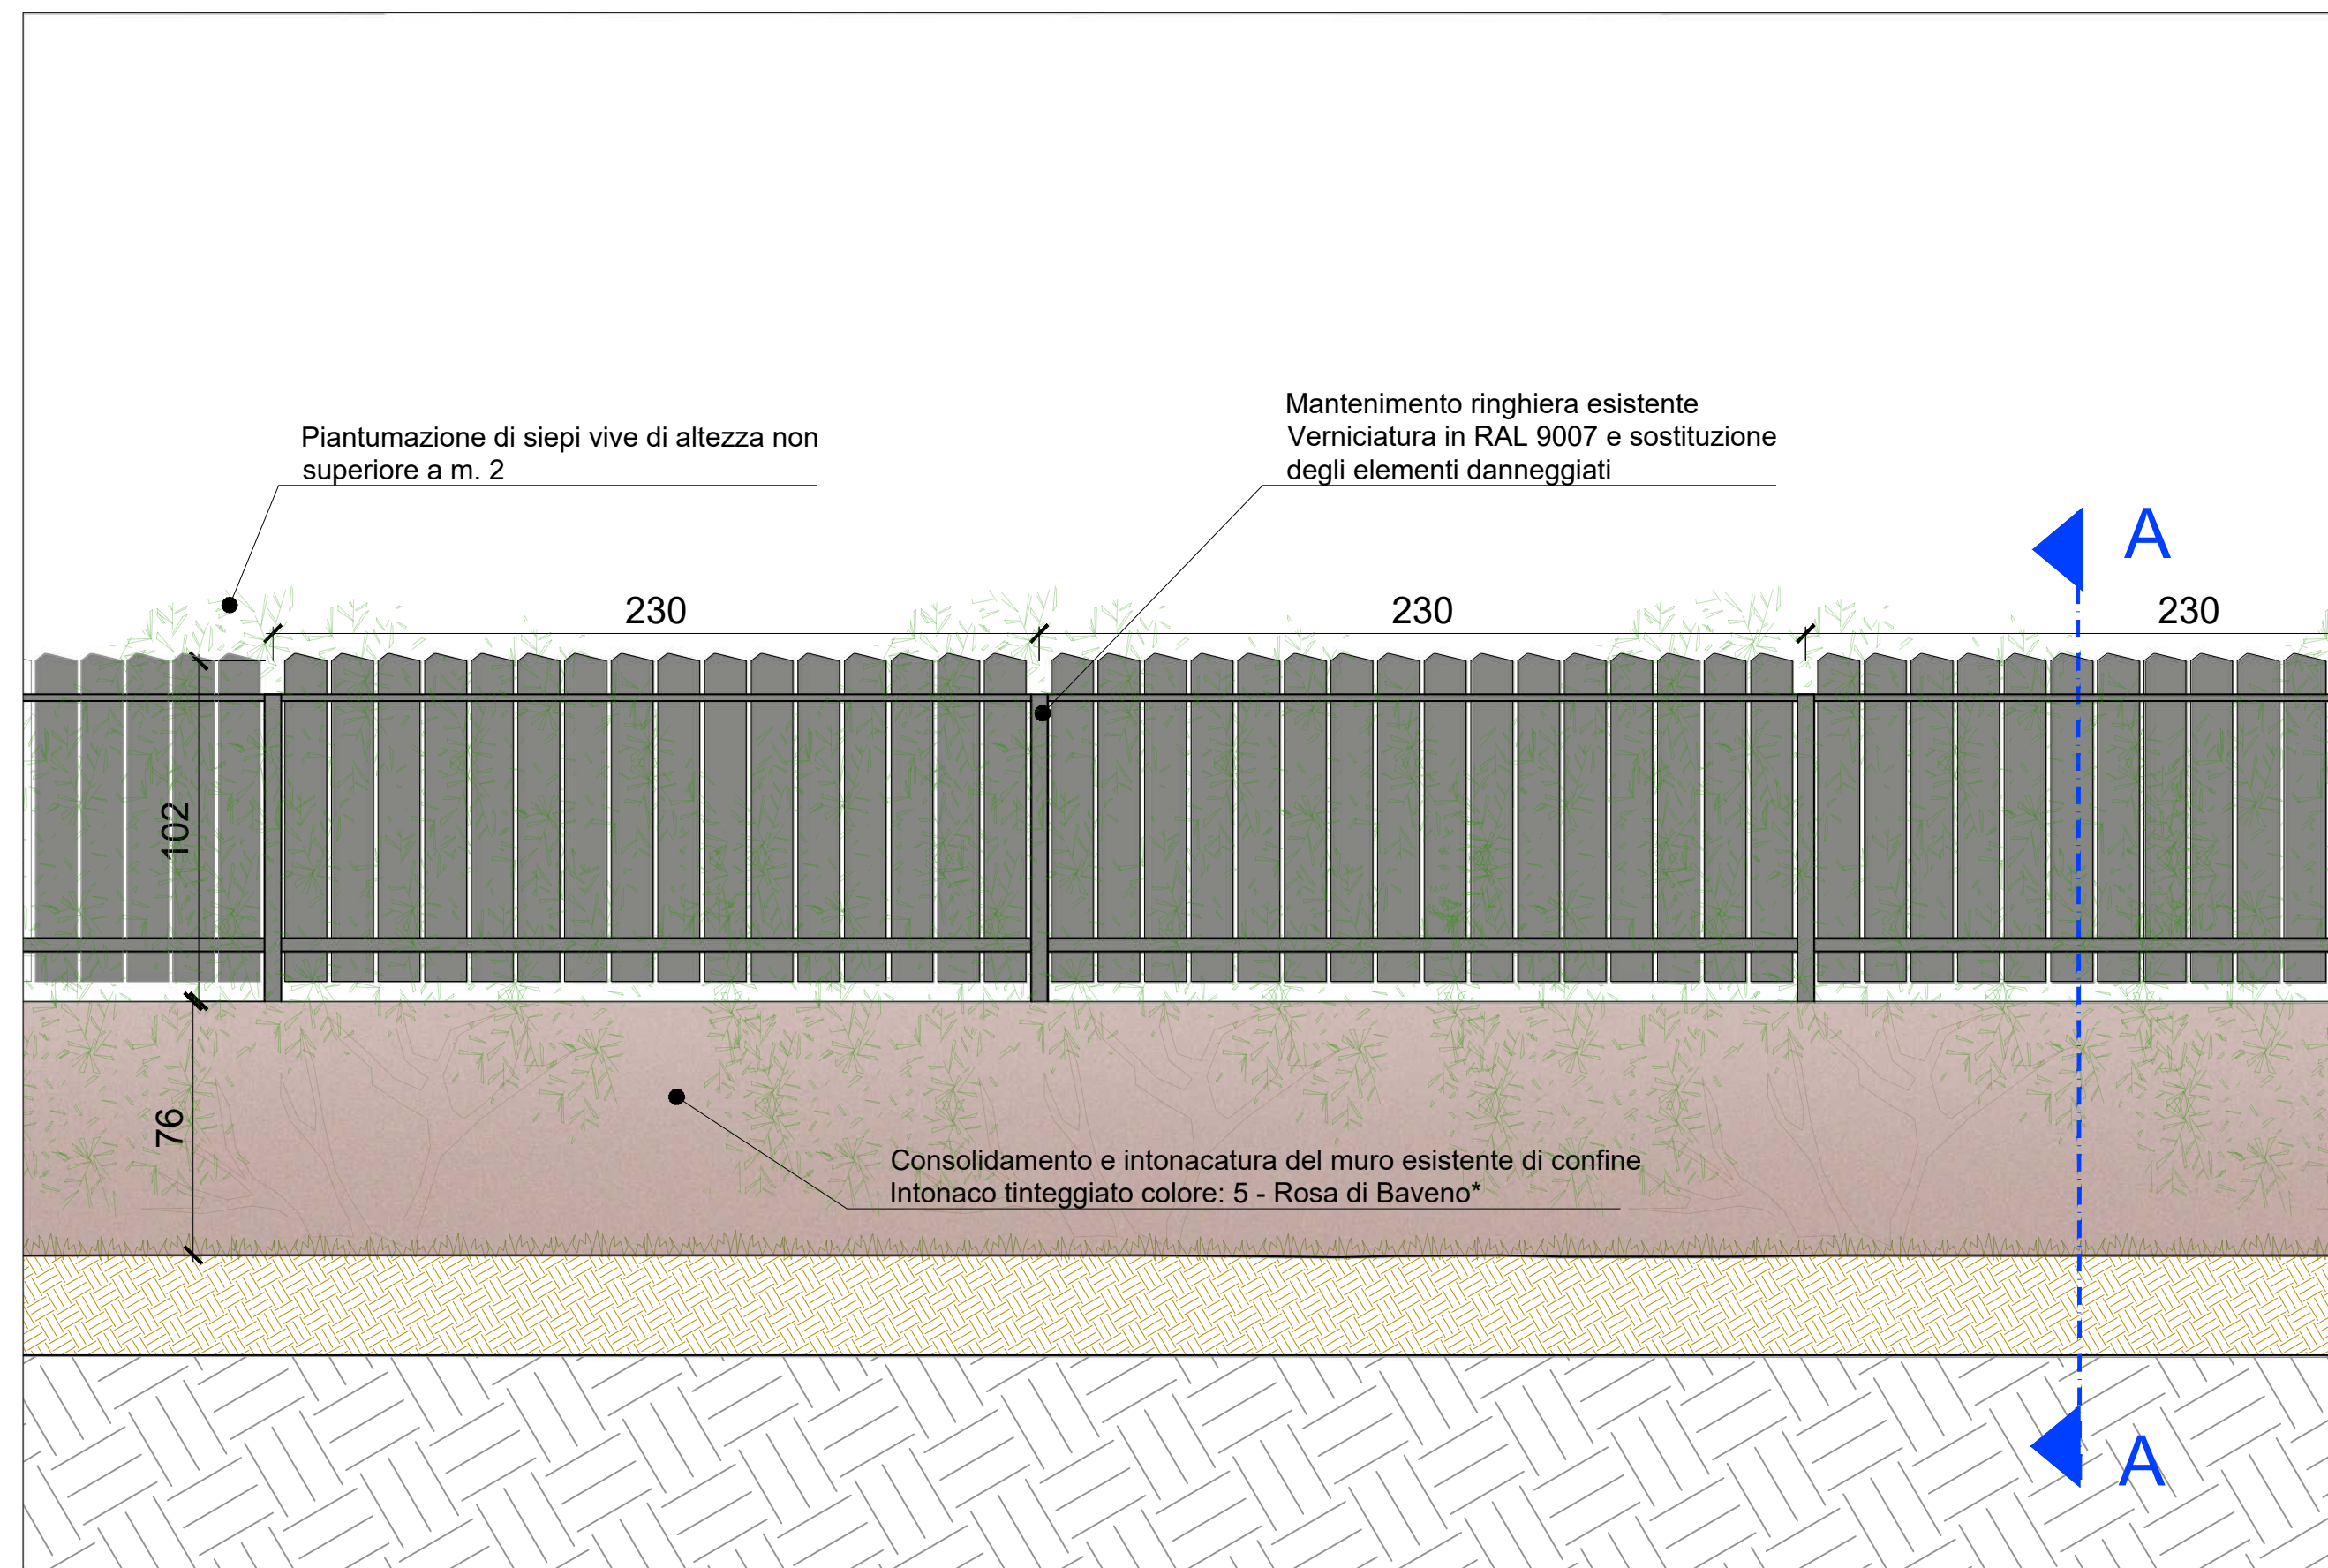 Mantenimento ringhiera esistente
Verniciatura in RAL 9007 e sostituzione
degli elementi danneggiati
Piantumazione di siepi vive di altezza non
superiore a m. 2
A
230
230
230
102
76
Consolidamento e intonacatura del muro esistente di confine
Intonaco tinteggiato colore: 5 - Rosa di Baveno*
A